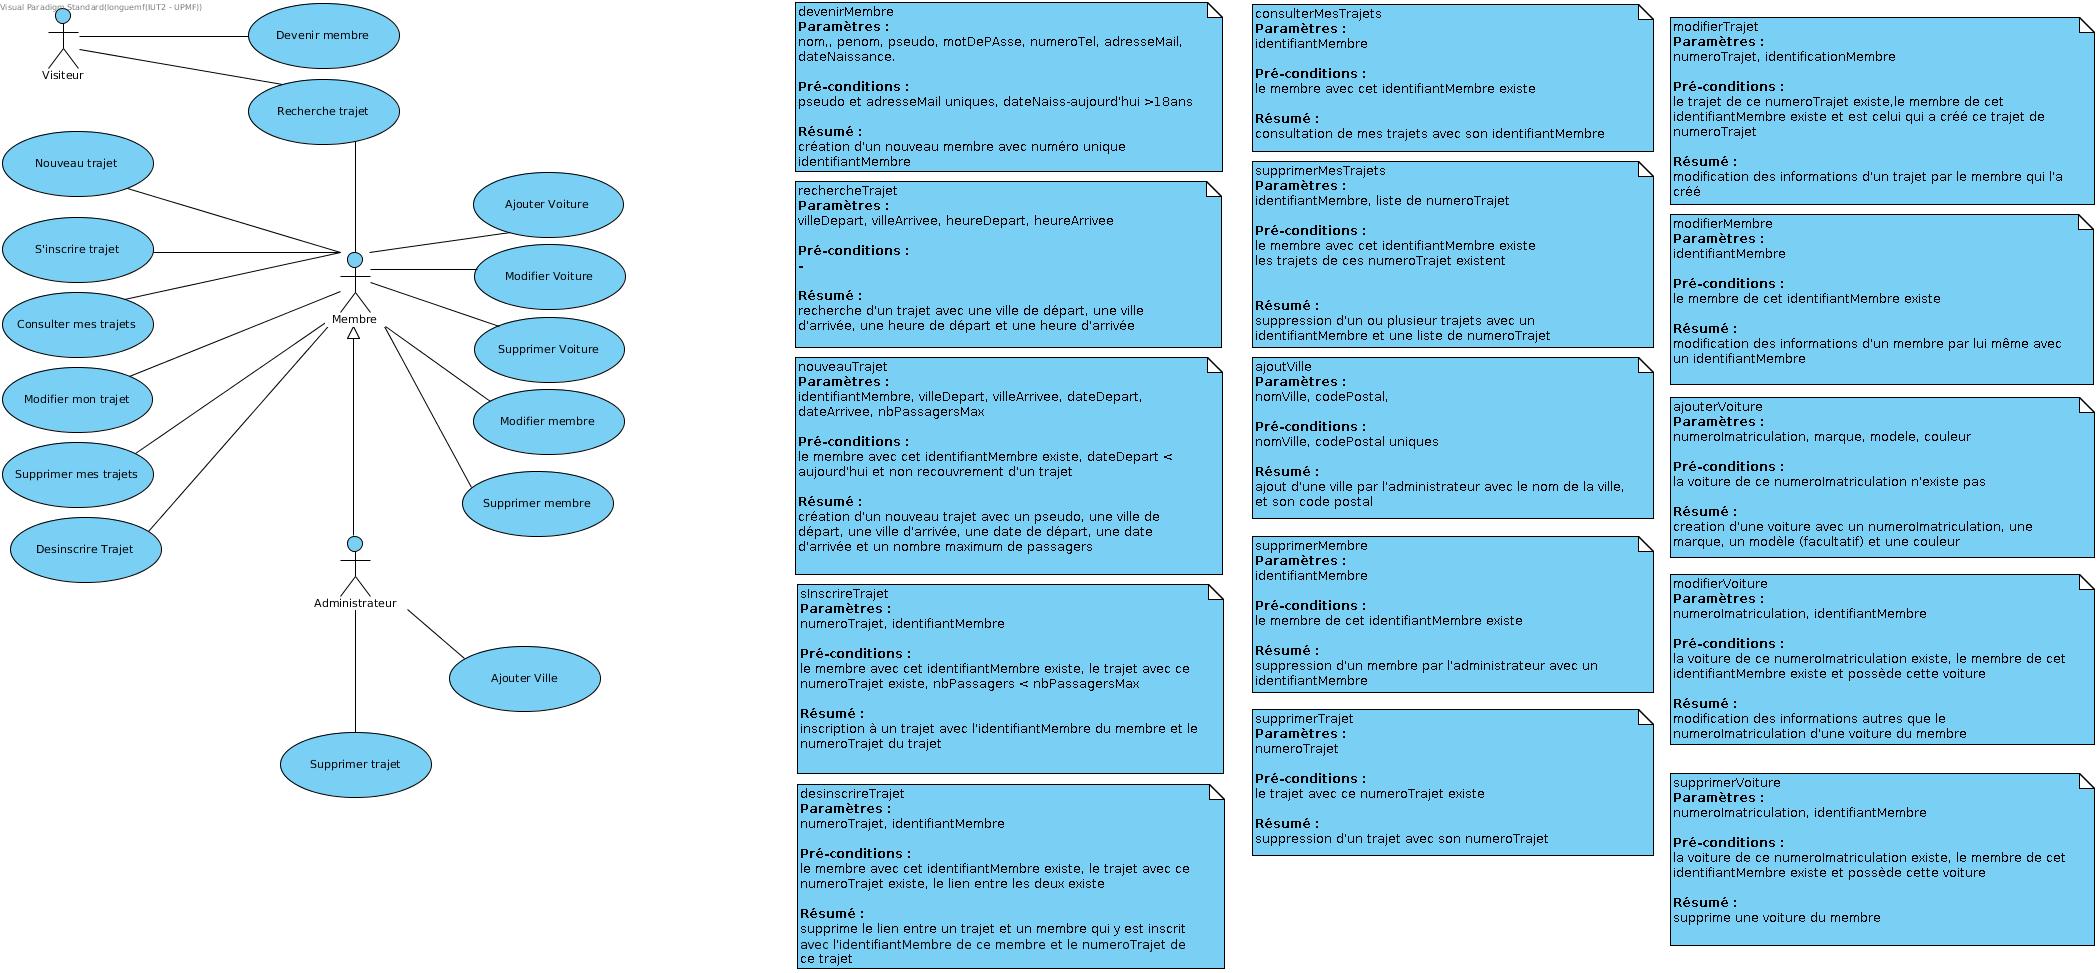 Visual Paradigm Standard(longuemf(IUT2 - UPMF))
Visiteur
Devenir membre
Recherche trajet
Nouveau trajet
S'inscrire trajet
Consulter mes trajets
Modifier mon trajet
Supprimer mes trajets
Desinscrire Trajet
Membre
Ajouter Voiture
Modifier Voiture
Supprimer Voiture
Modifier membre
Supprimer membre
Administrateur
Ajouter Ville
Supprimer trajet
devenirMembre
Paramètres :
nom,, penom, pseudo, motDePAsse, numeroTel, adresseMail,
dateNaissance.
Pré-conditions :
pseudo et adresseMail uniques, dateNaiss-aujourd'hui >18ans
Résumé :
création d'un nouveau membre avec numéro unique
identifiantMembre
rechercheTrajet
Paramètres :
villeDepart, villeArrivee, heureDepart, heureArrivee
Pré-conditions :
-
Résumé :
recherche d'un trajet avec une ville de départ, une ville
d'arrivée, une heure de départ et une heure d'arrivée
nouveauTrajet
Paramètres :
identifiantMembre, villeDepart, villeArrivee, dateDepart,
dateArrivee, nbPassagersMax
Pré-conditions :
le membre avec cet identifiantMembre existe, dateDepart <
aujourd'hui et non recouvrement d'un trajet
Résumé :
création d'un nouveau trajet avec un pseudo, une ville de
départ, une ville d'arrivée, une date de départ, une date
d'arrivée et un nombre maximum de passagers
sInscrireTrajet
Paramètres :
numeroTrajet, identifiantMembre
Pré-conditions :
le membre avec cet identifiantMembre existe, le trajet avec ce
numeroTrajet existe, nbPassagers < nbPassagersMax
Résumé :
inscription à un trajet avec l'identifiantMembre du membre et le
numeroTrajet du trajet
desinscrireTrajet
Paramètres :
numeroTrajet, identifiantMembre
Pré-conditions :
le membre avec cet identifiantMembre existe, le trajet avec ce
numeroTrajet existe, le lien entre les deux existe
Résumé :
supprime le lien entre un trajet et un membre qui y est inscrit
avec l'identifiantMembre de ce membre et le numeroTrajet de
ce trajet
consulterMesTrajets
Paramètres :
identifiantMembre
Pré-conditions :
le membre avec cet identifiantMembre existe
Résumé :
consultation de mes trajets avec son identifiantMembre
supprimerMesTrajets
Paramètres :
identifiantMembre, liste de numeroTrajet
Pré-conditions :
le membre avec cet identifiantMembre existe
les trajets de ces numeroTrajet existent
Résumé :
suppression d'un ou plusieur trajets avec un
identifiantMembre et une liste de numeroTrajet
ajoutVille
Paramètres :
nomVille, codePostal,
Pré-conditions :
nomVille, codePostal uniques
Résumé :
ajout d'une ville par l'administrateur avec le nom de la ville,
et son code postal
supprimerMembre
Paramètres :
identifiantMembre
Pré-conditions :
le membre de cet identifiantMembre existe
Résumé :
suppression d'un membre par l'administrateur avec un
identifiantMembre
supprimerTrajet
Paramètres :
numeroTrajet
Pré-conditions :
le trajet avec ce numeroTrajet existe
Résumé :
suppression d'un trajet avec son numeroTrajet
modifierTrajet
Paramètres :
numeroTrajet, identificationMembre
Pré-conditions :
le trajet de ce numeroTrajet existe,le membre de cet
identifiantMembre existe et est celui qui a créé ce trajet de
numeroTrajet
Résumé :
modification des informations d'un trajet par le membre qui l'a
créé
modifierMembre
Paramètres :
identifiantMembre
Pré-conditions :
le membre de cet identifiantMembre existe
Résumé :
modification des informations d'un membre par lui même avec
un identifiantMembre
ajouterVoiture
Paramètres :
numeroImatriculation, marque, modele, couleur
Pré-conditions :
la voiture de ce numeroImatriculation n'existe pas
Résumé :
creation d'une voiture avec un numeroImatriculation, une
marque, un modèle (facultatif) et une couleur
modifierVoiture
Paramètres :
numeroImatriculation, identifiantMembre
Pré-conditions :
la voiture de ce numeroImatriculation existe, le membre de cet
identifiantMembre existe et possède cette voiture
Résumé :
modification des informations autres que le
numeroImatriculation d'une voiture du membre
supprimerVoiture
Paramètres :
numeroImatriculation, identifiantMembre
Pré-conditions :
la voiture de ce numeroImatriculation existe, le membre de cet
identifiantMembre existe et possède cette voiture
Résumé :
supprime une voiture du membre